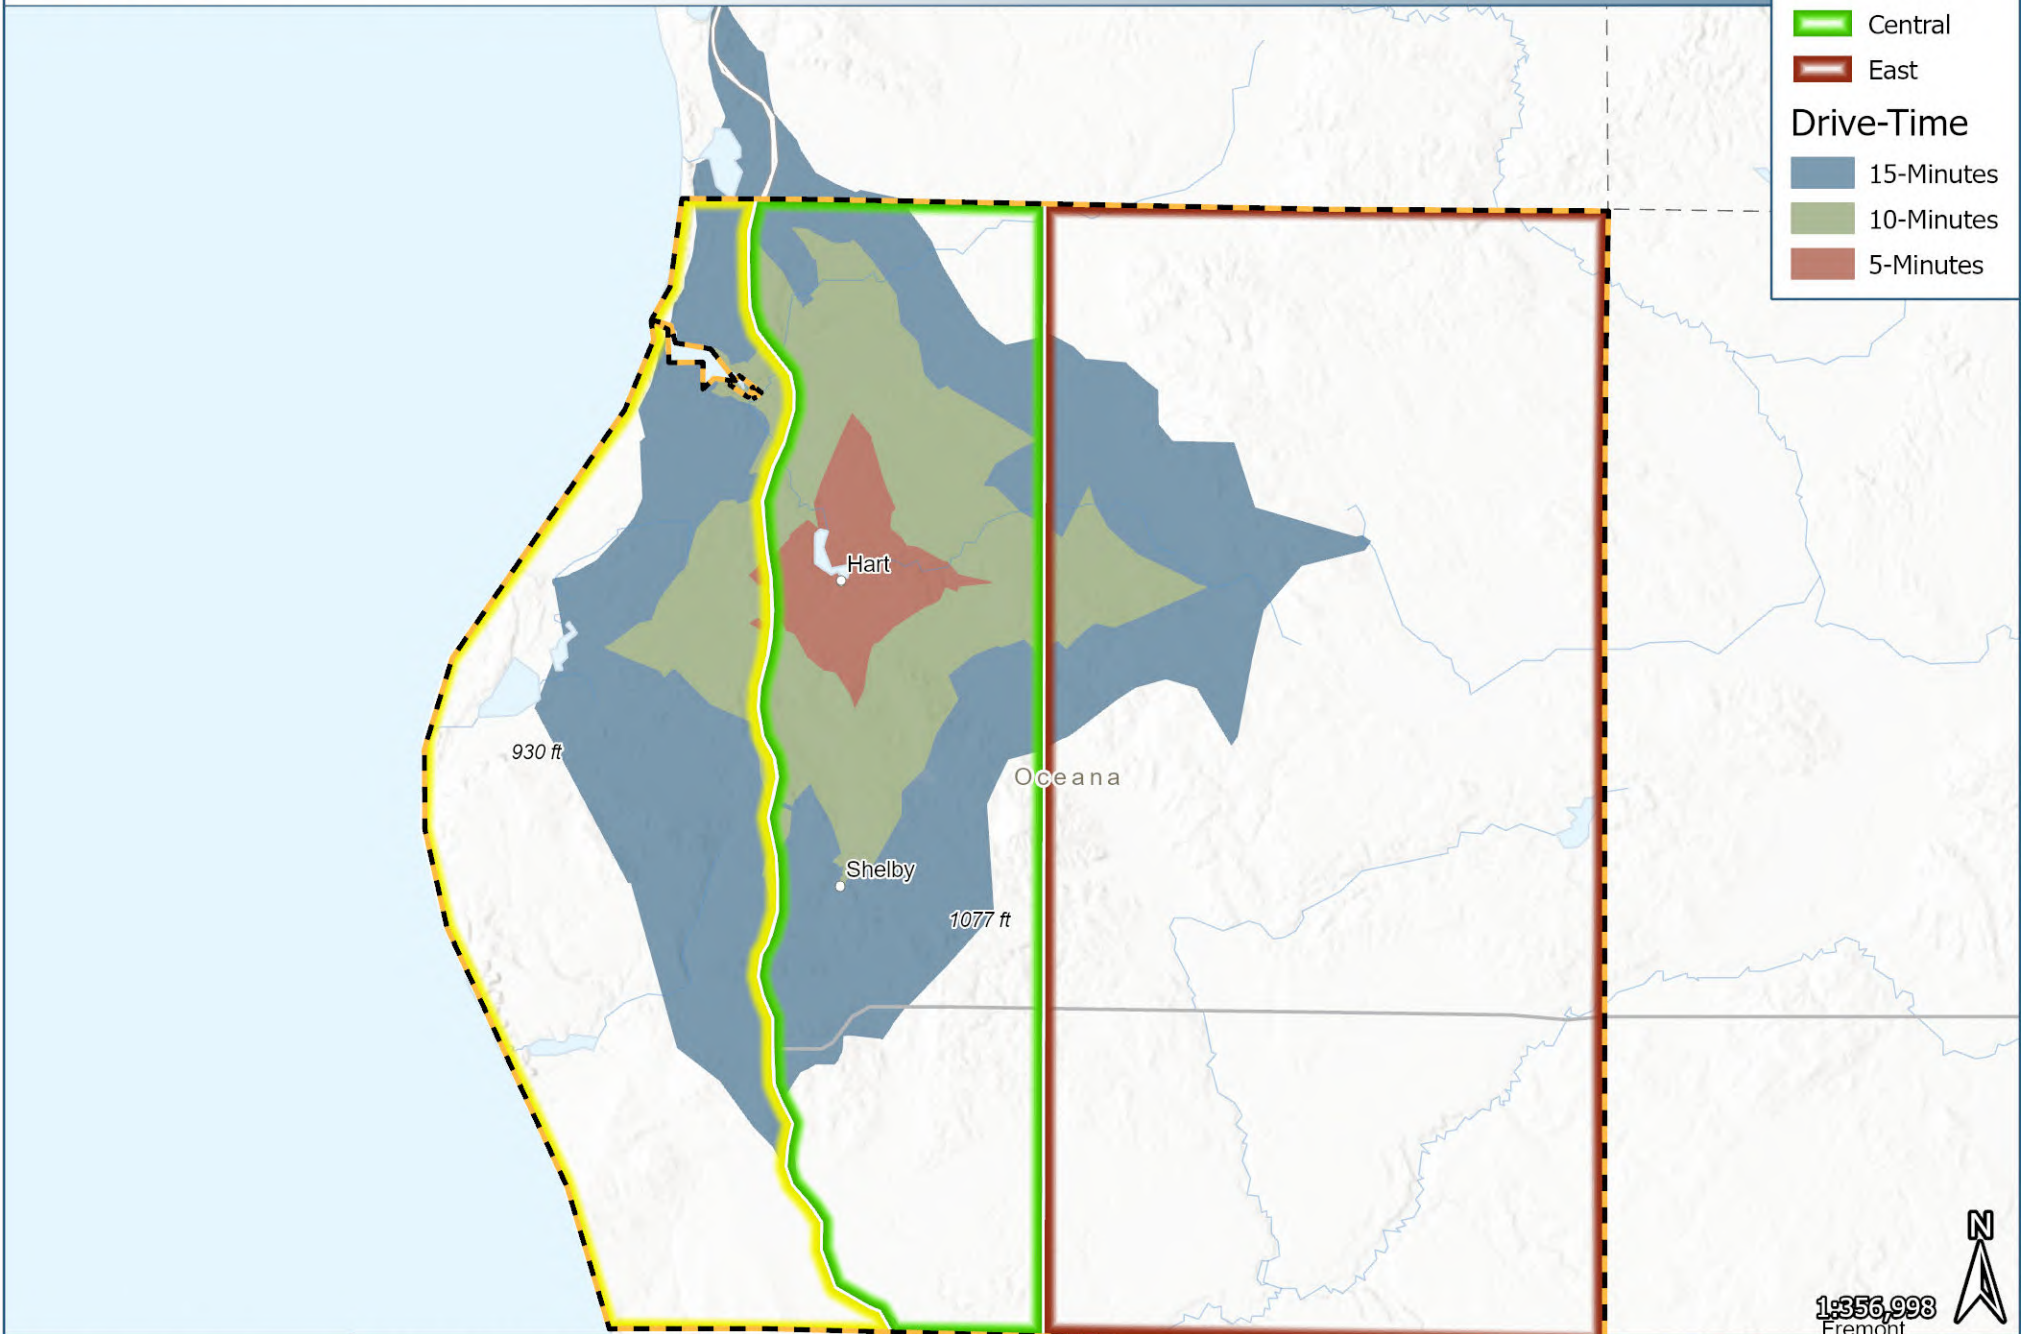 Central
East
Drive-Time
15-Minutes
10-Minutes
5-Minutes
Hart
930 ft
Oceana
Shelby
1077 ft
N
1:356,998
Fremont